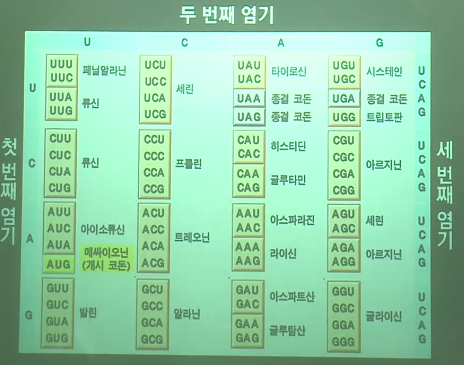 두 번째 염기
U C A G
첫 번째 염기
세 번째 염기
U
UUU
UUC
페닐알라닌
UUA
UUG
류신
UCU
UCC
UCA
UCG
세린
UAU
UAC
타이로신
UAA 종결 코돈
UAG 종결 코돈
UGU
UGC
시스테인
UGA 종결 코돈
UGG 트립토판
U
C
A
G
C
CUU
CUC
CUA
CUG
류신
CCU
CCC
CCA
CCG
프롤린
CAU
CAC
히스티딘
CAA
CAG
글루타민
CGU
CGC
CGA
CGG
아르지닌
U
C
A
G
A
AUU
AUC
AUA
아이소류신
AUG
메싸이오닌
(개시 코돈)
ACU
ACC
ACA
ACG
트레오닌
AAU
AAC
아스파라진
AAA
AAG
라이신
AGU
AGC
세린
AGA
AGG
아르지닌
U
C
A
G
G
GUU
GUC
GUA
GUG
발린
GCU
GCC
GCA
GCG
알라닌
GAU
GAC
아스파트산
GAA
GAG
글루탐산
GGU
GGC
GGA
GGG
글라이신
U
C
A
G